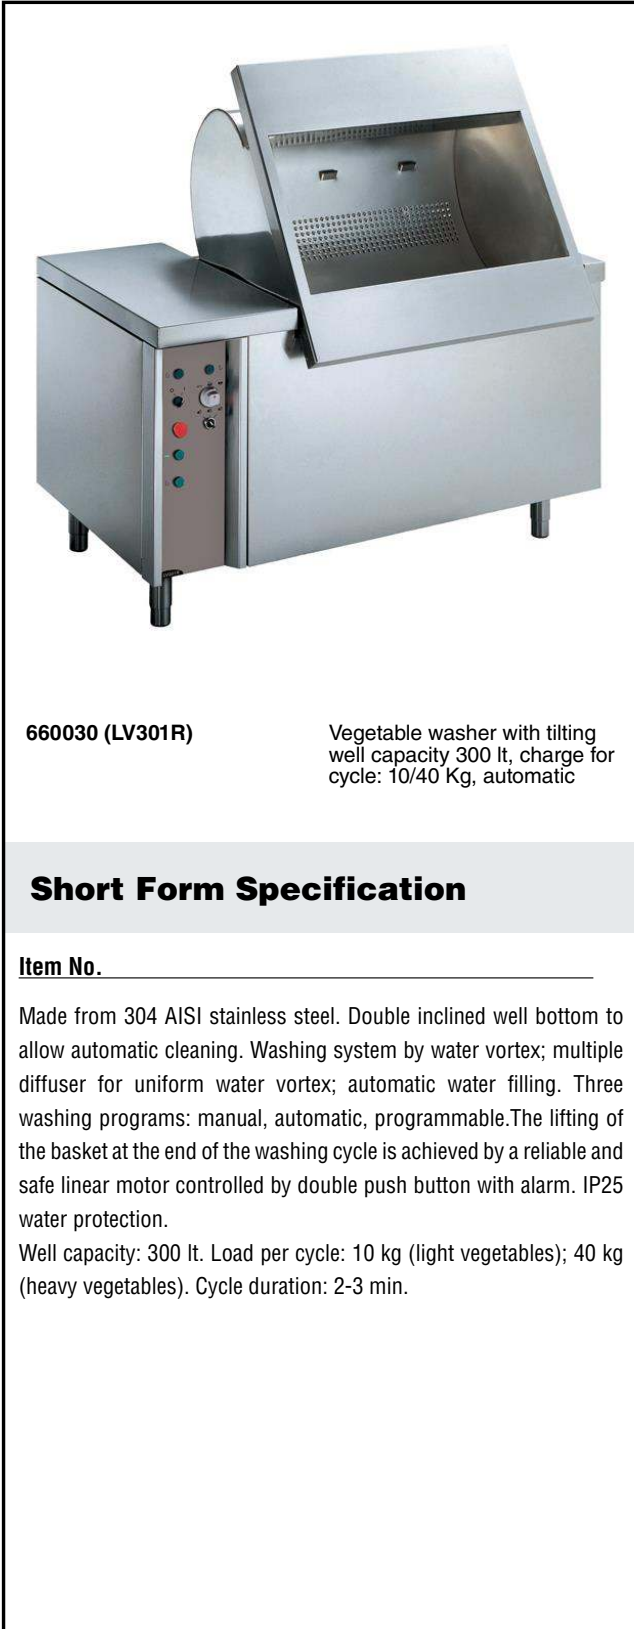 660030 (LV301R)
Vegetable washer with tilting
well capacity 300 lt, charge for
cycle: 10/40 Kg, automatic
Short Form Specification
Item No.
Made from 304 AISI stainless steel. Double inclined well bottom to
allow automatic cleaning. Washing system by water vortex; multiple
diffuser for uniform water vortex; automatic water filling. Three
washing programs: manual, automatic, programmable.The lifting of
the basket at the end of the washing cycle is achieved by a reliable and
safe linear motor controlled by double push button with alarm. IP25
water protection.
Well capacity: 300 lt. Load per cycle: 10 kg (light vegetables); 40 kg
(heavy vegetables). Cycle duration: 2-3 min.